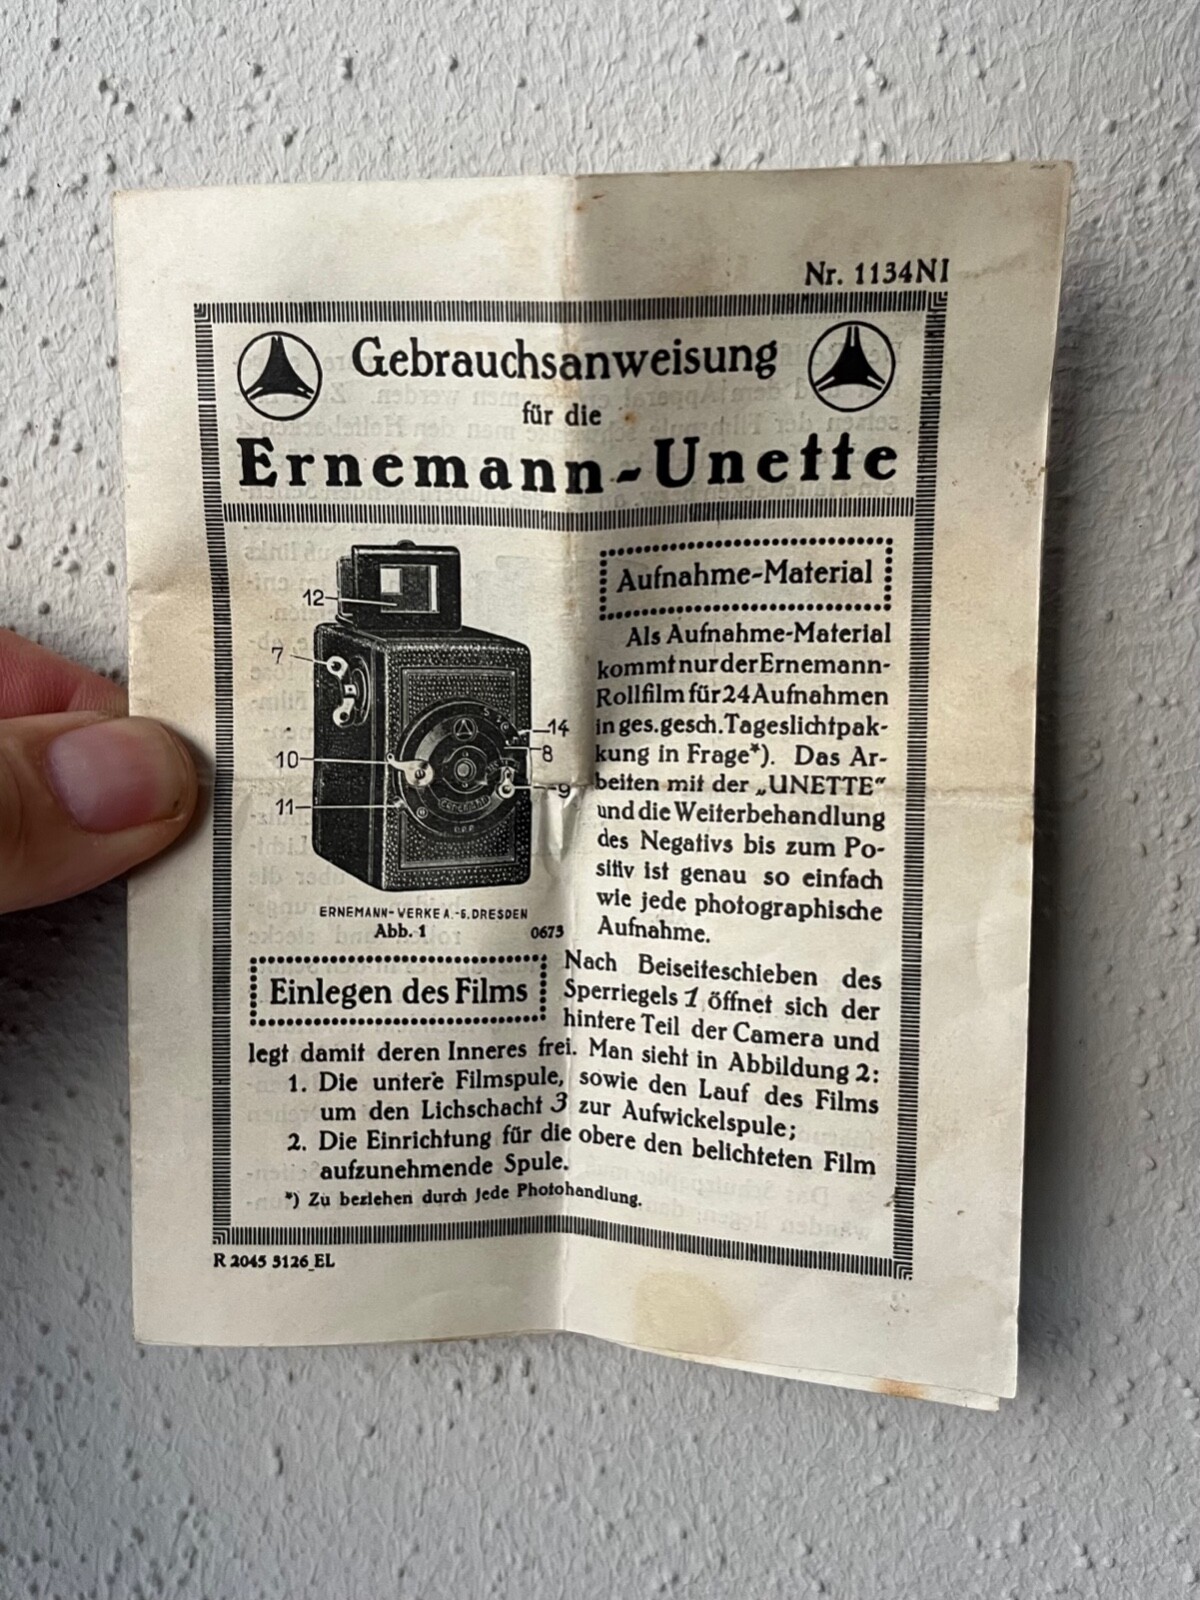 Nr. 1134NI
Gebrauchsanweisung
für die
Ernemann-Unette
12
7
14
8
10
9
11
ERNEMANN-WERKE A.-G. DRESDEN
Abb. 1
0673
Aufnahme-Material
Als Aufnahme-Material
kommt nur der Ernemann-
Rollfilm für 24 Aufnahmen
in ges. gesch. Tageslichtpak-
kung in Frage*). Das Ar-
beiten mit der „UNETTE“
und die Weiterbehandlung
des Negativs bis zum Po-
sitiv ist genau so einfach
wie jede photographische
Aufnahme.
Einlegen des Films
Nach Beiseiteschieben des
Sperriegels 1 öffnet sich der
hintere Teil der Camera und
legt damit deren Inneres frei. Man sieht in Abbildung 2:
1. Die untere Filmspule, sowie den Lauf des Films
um den Lichschacht 3 zur Aufwickelspule;
2. Die Einrichtung für die obere den belichteten Film
aufzunehmende Spule.
*) Zu beziehen durch jede Photohandlung.
R 2045 3126 EL